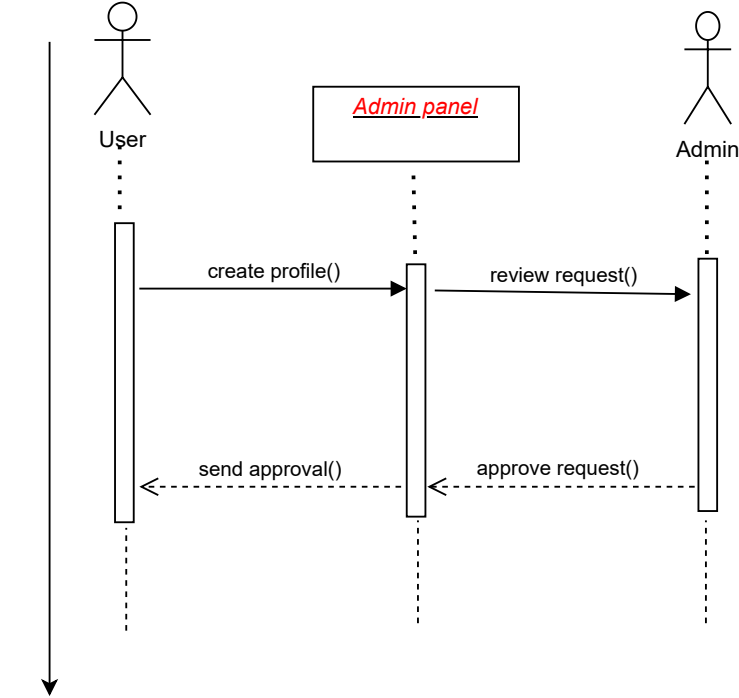 User
Admin panel
Admin
create profile()
review request()
send approval()
approve request()